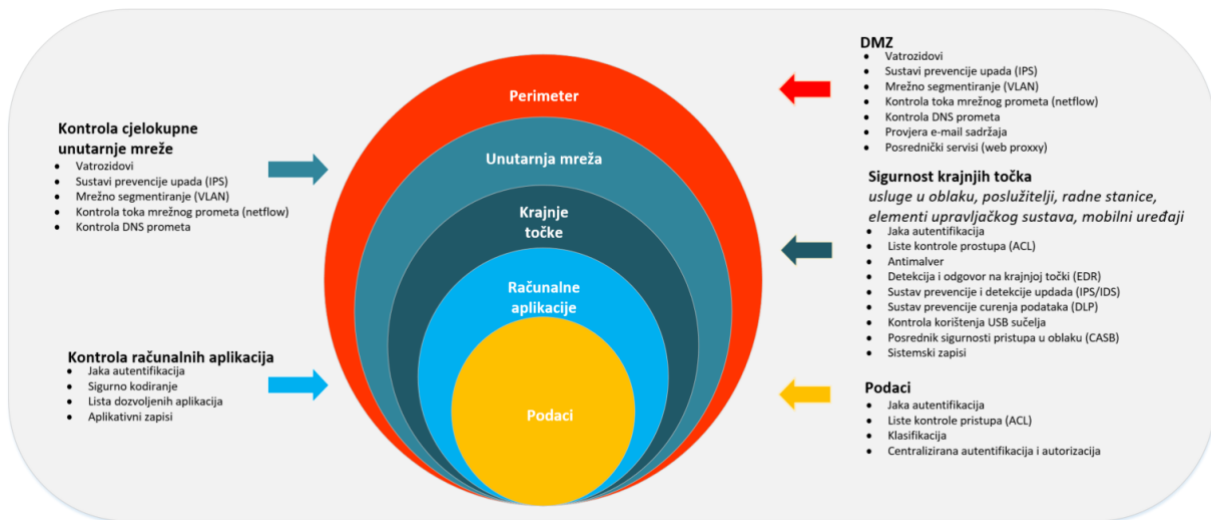 Perimeter
Unutarnja mreža
Krajnje
točke
Računalne
aplikacije
Podaci
Kontrola cjelokupne
unutarnje mreže
• Vatrozidovi
• Sustavi prevencije upada (IPS)
• Mrežno segmentiranje (VLAN)
• Kontrola toka mrežnog prometa (netflow)
• Kontrola DNS prometa
Kontrola računalnih aplikacija
• Jaka autentifikacija
• Sigurno kodiranje
• Lista dozvoljenih aplikacija
• Aplikativni zapisi
DMZ
• Vatrozidovi
• Sustavi prevencije upada (IPS)
• Mrežno segmentiranje (VLAN)
• Kontrola toka mrežnog prometa (netflow)
• Kontrola DNS prometa
• Provjera e-mail sadržaja
• Posrednički servisi (web proxxy)
Sigurnost krajnjih točka
usluge u oblaku, poslužitelji, radne stanice,
elementi upravljačkog sustava, mobilni uređaji
• Jaka autentifikacija
• Liste kontrole prostupa (ACL)
• Antimalver
• Detekcija i odgovor na krajnjoj točki (EDR)
• Sustav prevencije i detekcije updada (IPS/IDS)
• Sustav prevencije curenja podataka (DLP)
• Kontrola korištenja USB sučelja
• Posrednik sigurnosti pristupa u oblaku (CASB)
• Sistemski zapisi
Podaci
• Jaka autentifikacija
• Liste kontrole pristupa (ACL)
• Klasifikacija
• Centralizirana autentifikacija i autorizacija